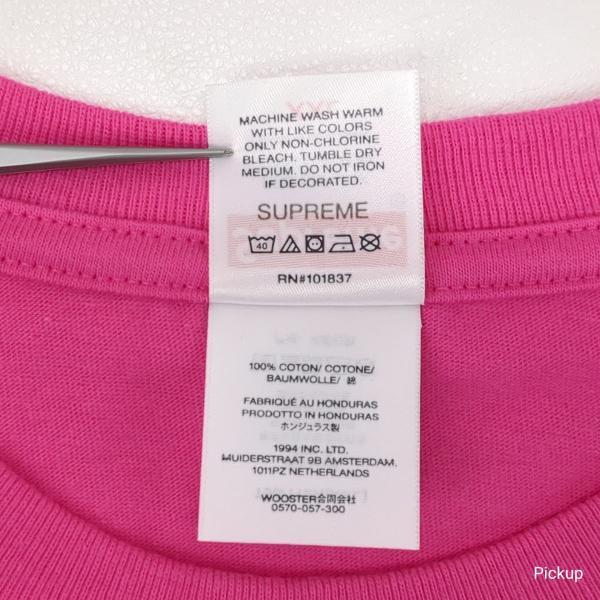 MACHINE WASH WARM
WITH LIKE COLORS
ONLY NON-CHLORINE
BLEACH. TUMBLE DRY
MEDIUM. DO NOT IRON
IF DECORATED.
SUPREME
40
RN#101837
100% COTON/ COTONE/
BAUMWOLLE/ 綿
FABRIQUÉ AU HONDURAS
PRODOTTO IN HONDURAS
ホンジュラス製
1994 INC. LTD.
MUIDERSTRAAT 9B AMSTERDAM,
1011PZ NETHERLANDS
WOOSTER合同会社
0570-057-300
Pickup